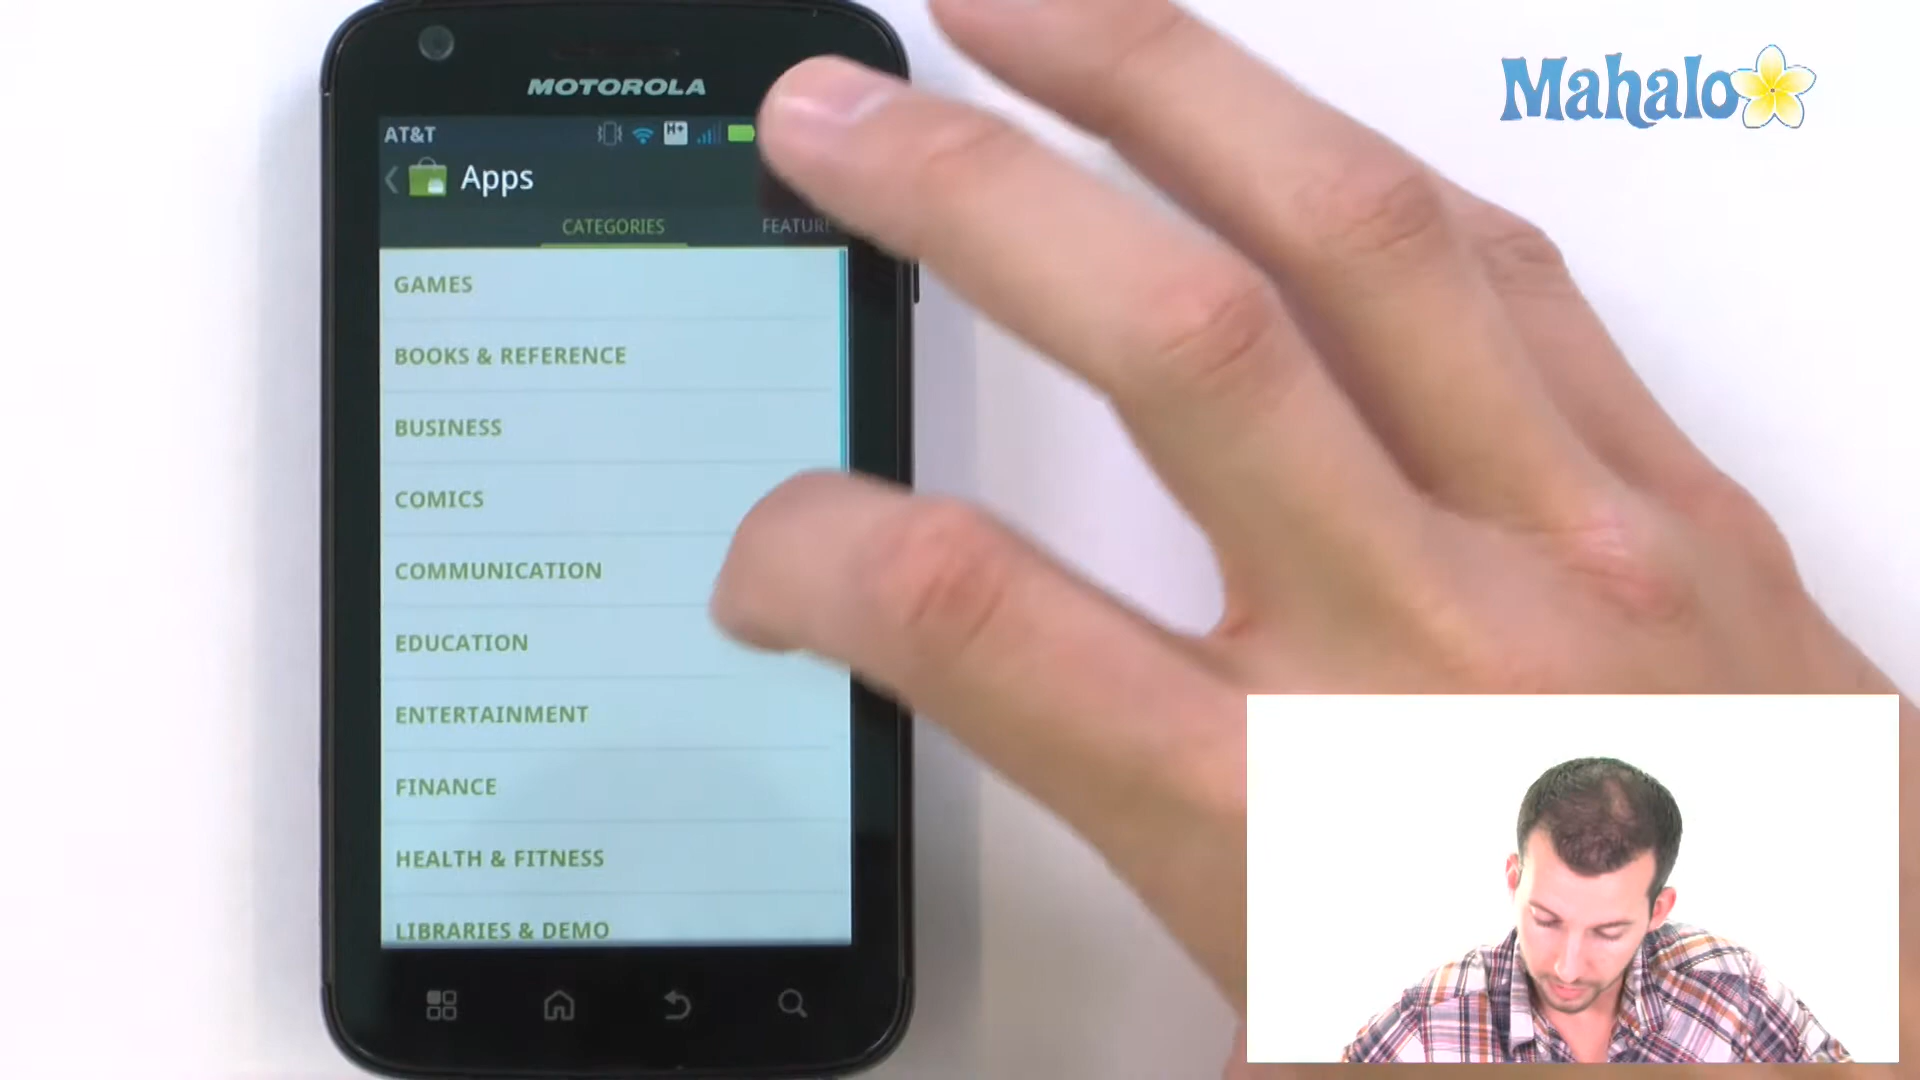 Mahalo
MOTOROLA
AT&T
H+
Apps
CATEGORIES
GAMES
BOOKS & REFERENCE
BUSINESS
COMICS
COMMUNICATION
EDUCATION
ENTERTAINMENT
FINANCE
HEALTH & FITNESS
LIBRARIES & DEMO